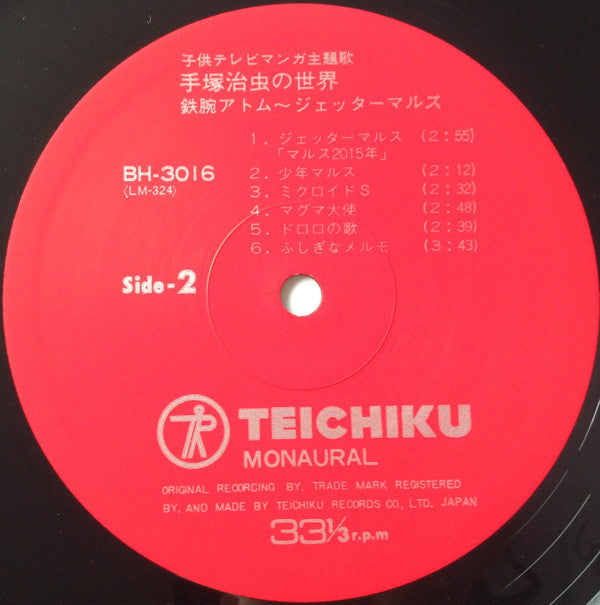 子供テレビマンガ主題歌
手塚治虫の世界
鉄腕アトム〜ジェッターマルス
1. ジェッターマルス (2:55)
「マルス2015年」
BH-3016
(LM-324)
2. 少年マルス (2:12)
3. ミクロイドS (2:32)
4. マグマ大使 (2:48)
5. ドロロの歌 (2:39)
6. ふしぎなメルモ (3:43)
Side-2
TEICHIKU
MONAURAL
ORIGINAL RECORDING BY, TRADE MARK REGISTERED
BY, AND MADE BY TEICHIKU RECORDS CO., LTD, JAPAN
33⅓r.p.m